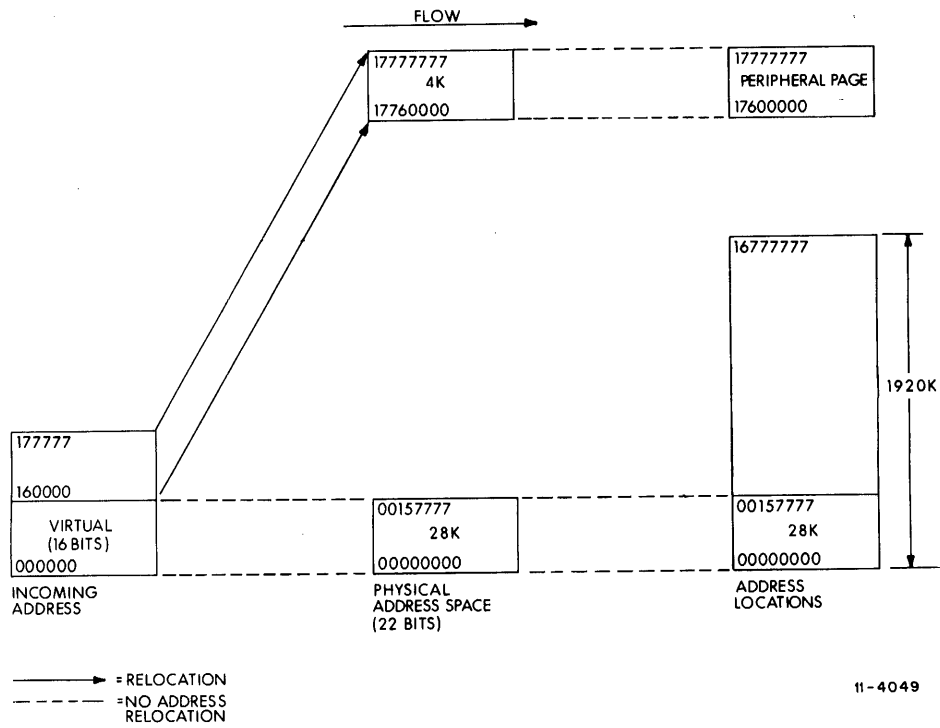 FLOW
17777777
4K
17760000
17777777
PERIPHERAL PAGE
17600000
16777777
1920K
177777
160000
VIRTUAL
(16 BITS)
000000
00157777
28K
00000000
00157777
28K
00000000
INCOMING
ADDRESS
PHYSICAL
ADDRESS SPACE
(22 BITS)
ADDRESS
LOCATIONS
= RELOCATION
=NO ADDRESS
RELOCATION
11-4049